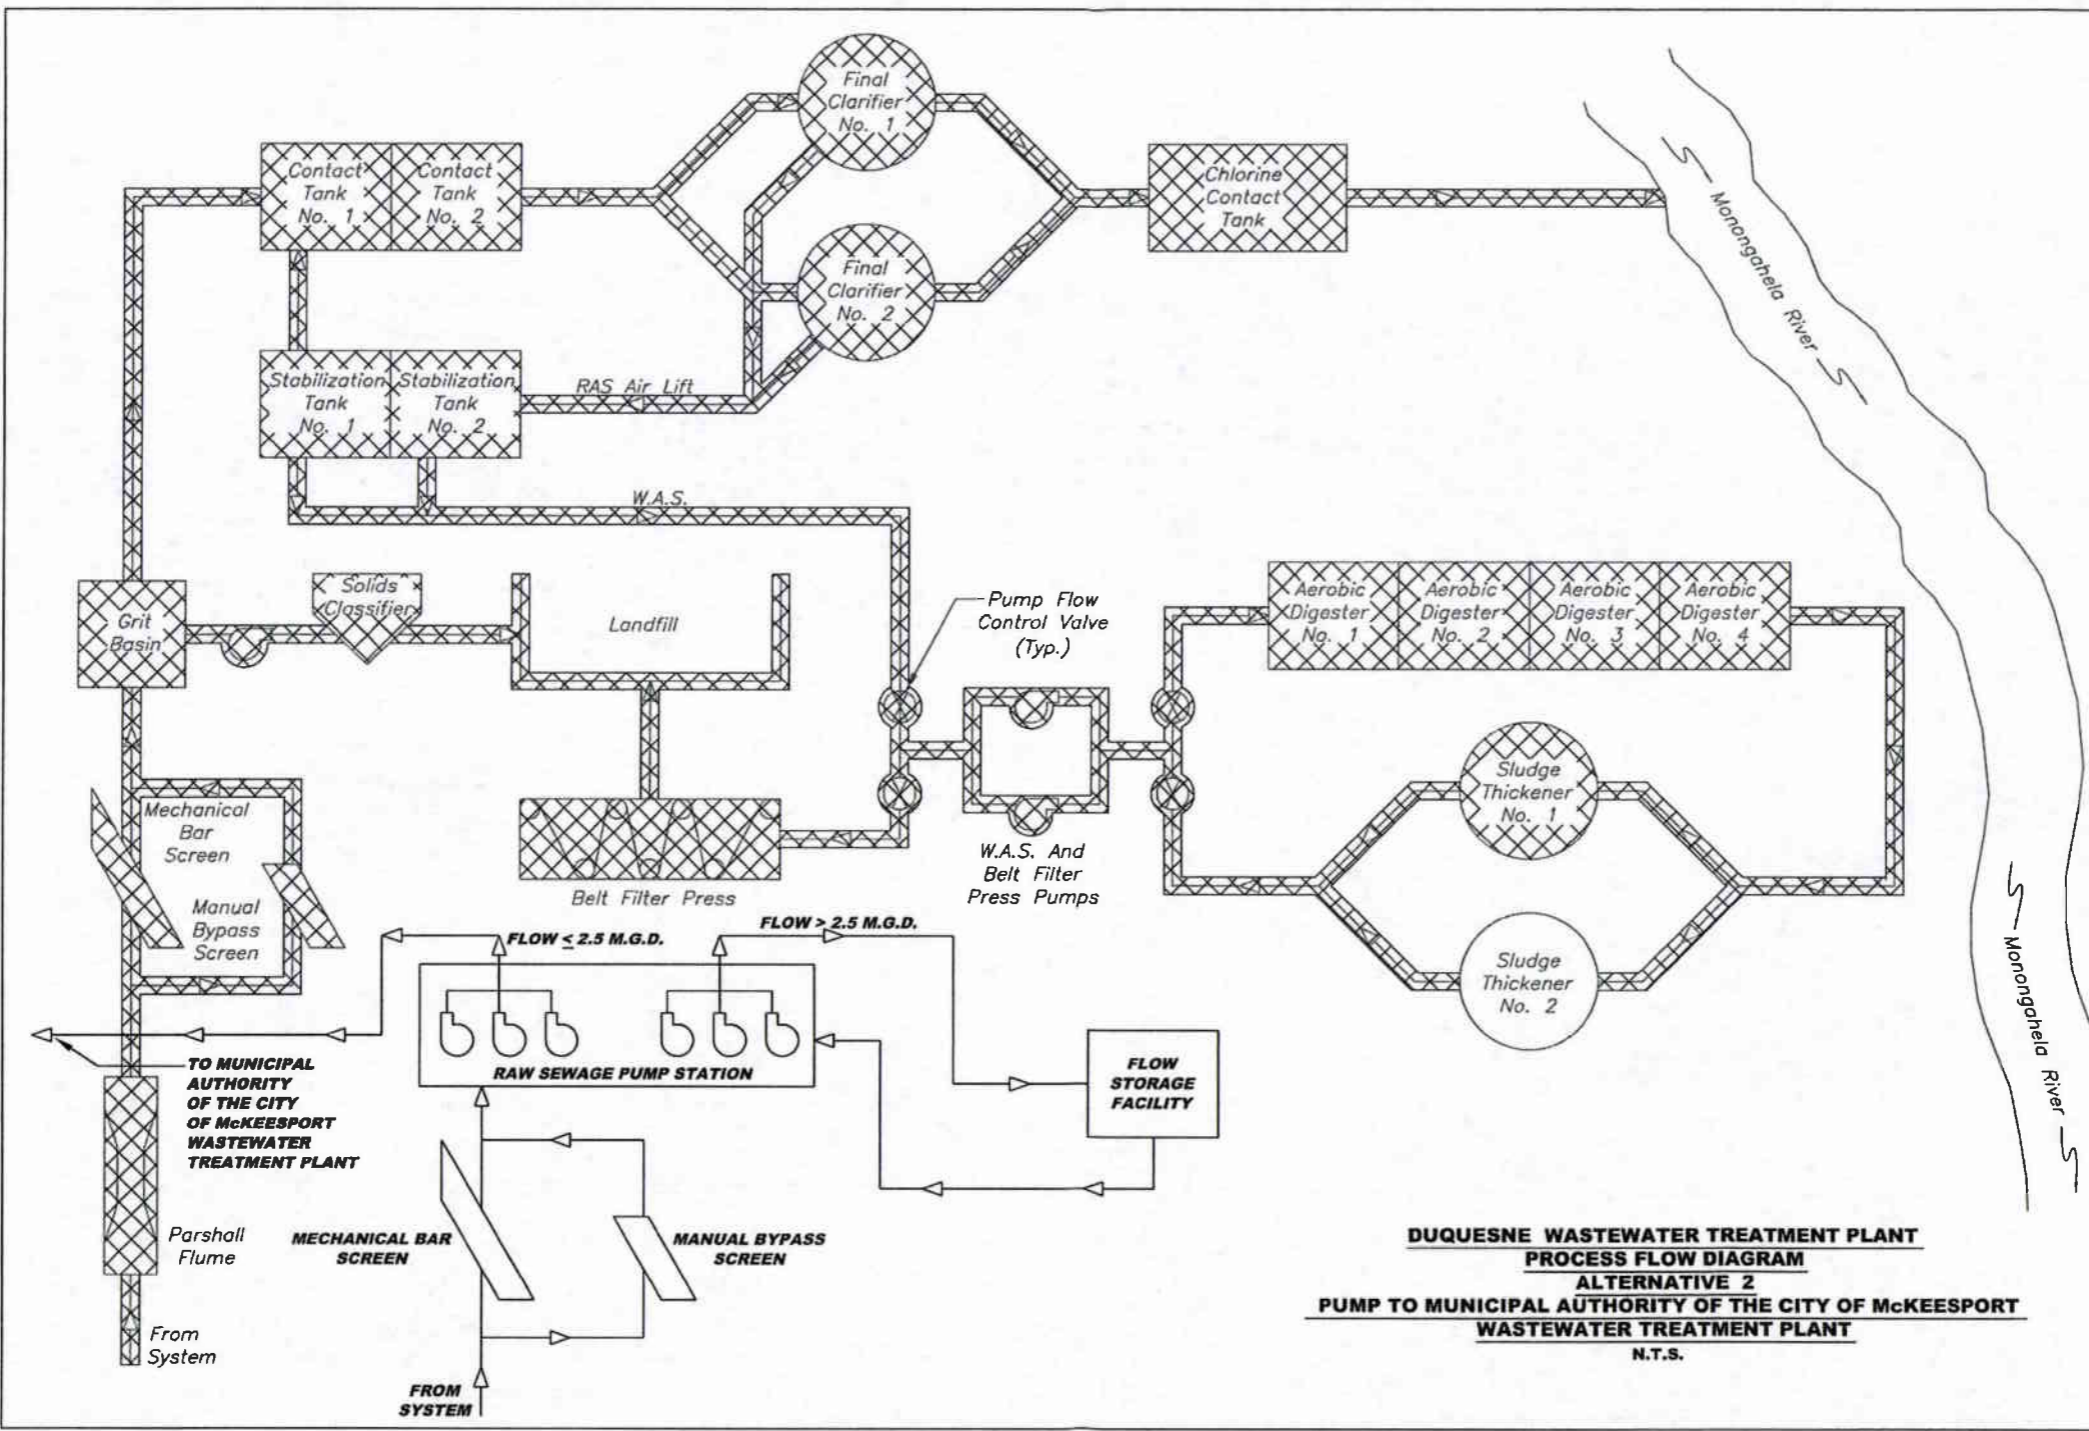 Final
Clarifier
No. 1
Contact
Tank
No. 1
Contact
Tank
No. 2
Chlorine
Contact
Tank
Monongahela River
Final
Clarifier
No. 2
Stabilization
Tank
No. 1
Stabilization
Tank
No. 2
RAS Air Lift
W.A.S.
Grit
Basin
Solids
Classifier
Landfill
Pump Flow
Control Valve
(Typ.)
Aerobic
Digester
No. 1
Aerobic
Digester
No. 2
Aerobic
Digester
No. 3
Aerobic
Digester
No. 4
Mechanical
Bar
Screen
Manual
Bypass
Screen
Belt Filter Press
W.A.S. And
Belt Filter
Press Pumps
Sludge
Thickener
No. 1
Sludge
Thickener
No. 2
Monongahela River
FLOW ≤ 2.5 M.G.D.
FLOW > 2.5 M.G.D.
RAW SEWAGE PUMP STATION
FLOW
STORAGE
FACILITY
TO MUNICIPAL
AUTHORITY
OF THE CITY
OF McKEESPORT
WASTEWATER
TREATMENT PLANT
Parshall
Flume
From
System
MECHANICAL BAR
SCREEN
MANUAL BYPASS
SCREEN
FROM
SYSTEM
DUQUESNE WASTEWATER TREATMENT PLANT
PROCESS FLOW DIAGRAM
ALTERNATIVE 2
PUMP TO MUNICIPAL AUTHORITY OF THE CITY OF McKEESPORT
WASTEWATER TREATMENT PLANT
N.T.S.